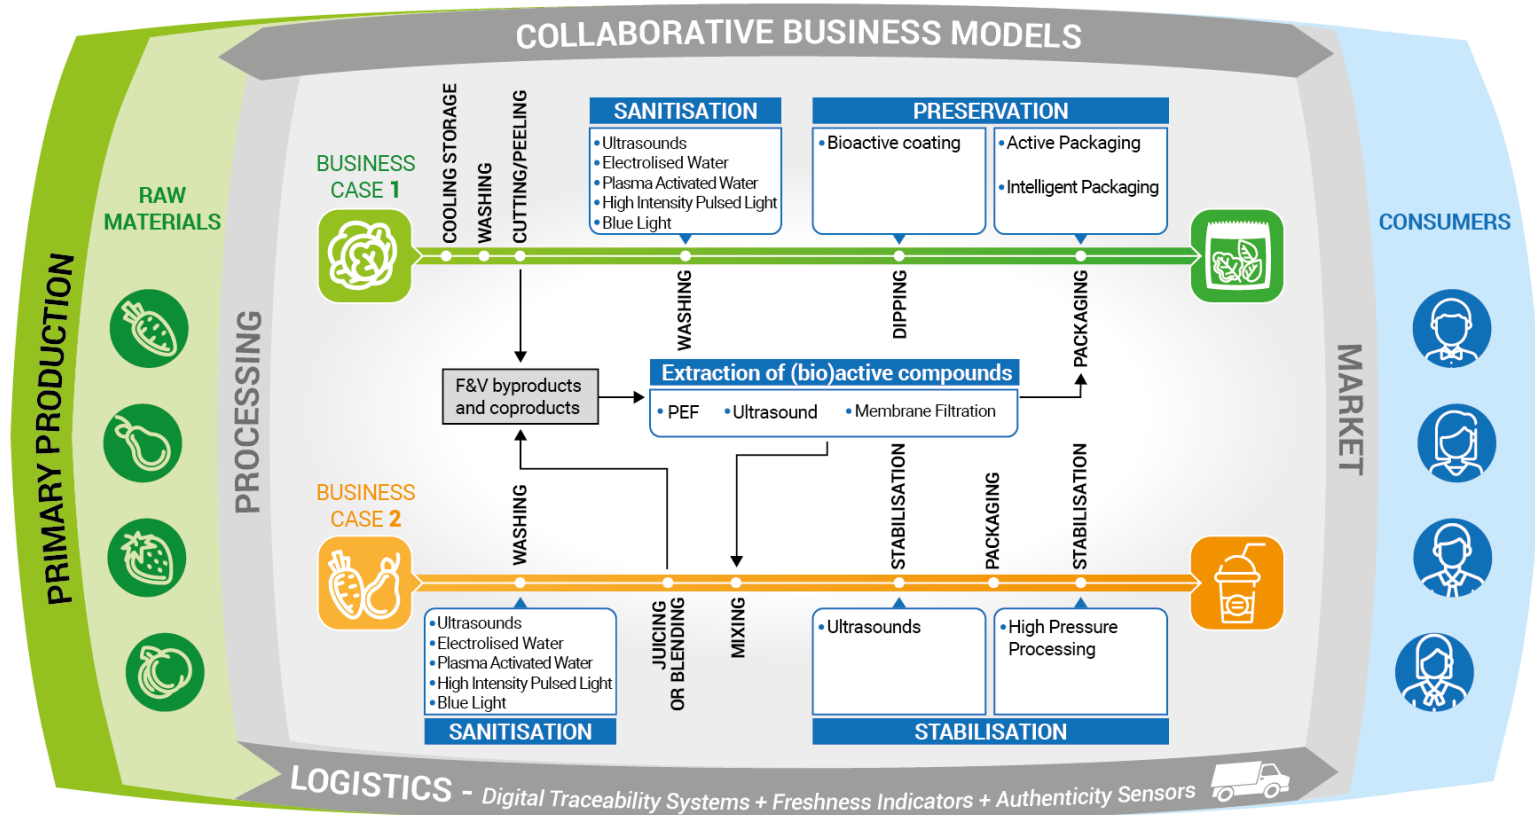 COLLABORATIVE BUSINESS MODELS
PRIMARY PRODUCTION
RAW
MATERIALS
PROCESSING
BUSINESS
CASE 1
COOLING STORAGE
WASHING
CUTTING/PEELING
SANITISATION
• Ultrasounds
• Electrolised Water
• Plasma Activated Water
• High Intensity Pulsed Light
• Blue Light
WASHING
PRESERVATION
• Bioactive coating
• Active Packaging
• Intelligent Packaging
DIPPING
PACKAGING
F&V byproducts
and coproducts
Extraction of (bio)active compounds
• PEF
• Ultrasound
• Membrane Filtration
BUSINESS
CASE 2
WASHING
• Ultrasounds
• Electrolised Water
• Plasma Activated Water
• High Intensity Pulsed Light
• Blue Light
SANITISATION
JUICING
OR BLENDING
MIXING
STABILISATION
PACKAGING
STABILISATION
• Ultrasounds
• High Pressure
Processing
STABILISATION
MARKET
CONSUMERS
LOGISTICS - Digital Traceability Systems + Freshness Indicators + Authenticity Sensors